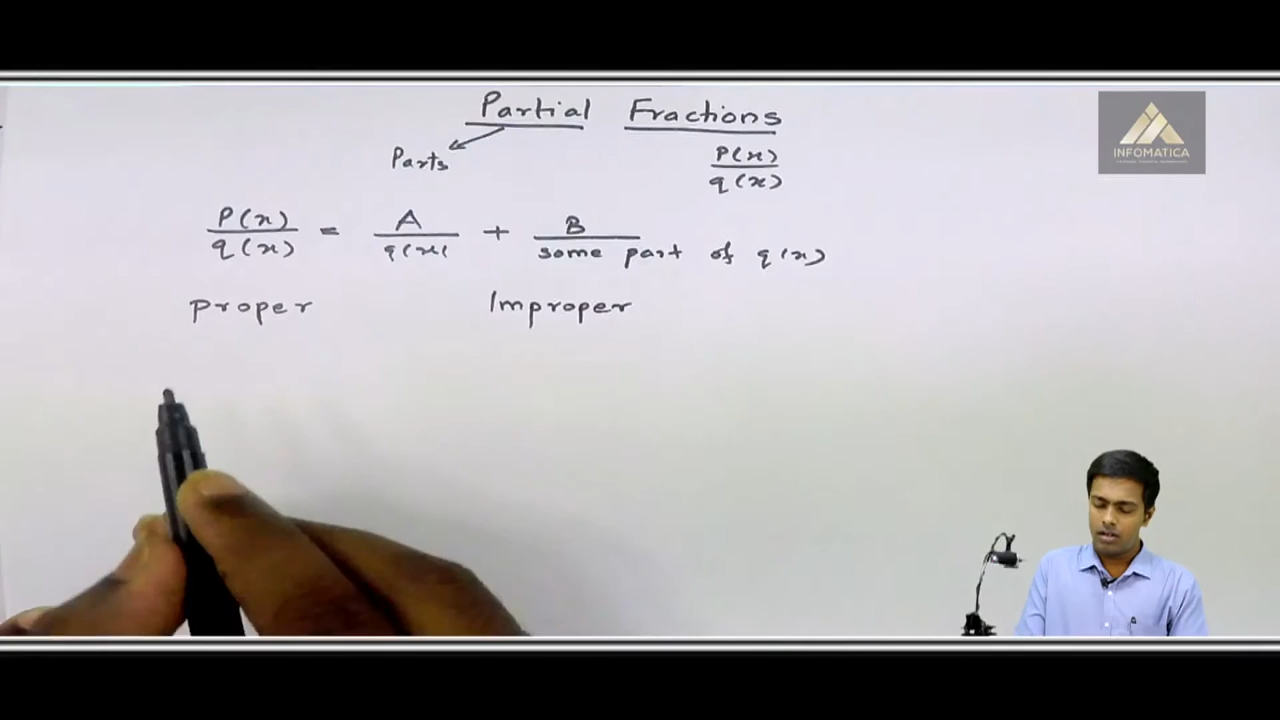 Partial Fractions
Parts
P(x)
q(x)
P(x) = A + B
q(x) q(x( some part of q(x)
Proper Improper
INFOMATICA